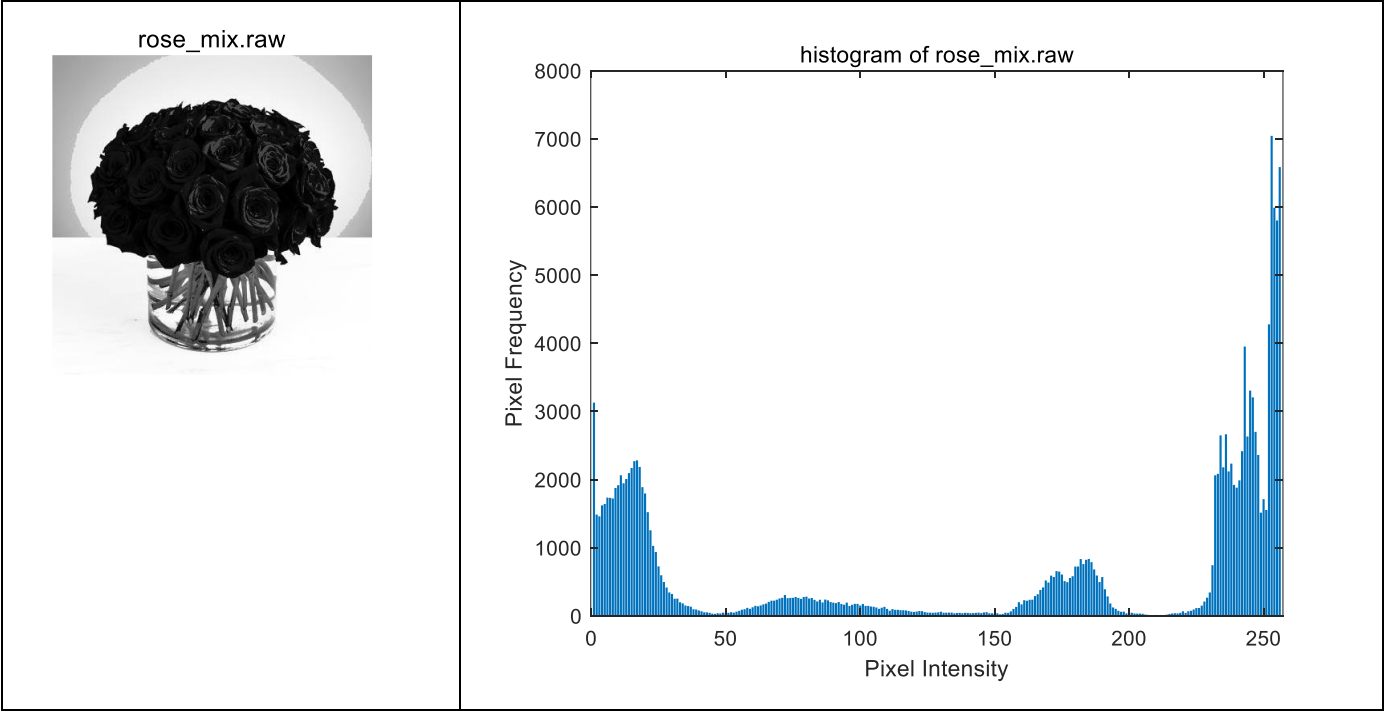 rose_mix.raw
histogram of rose_mix.raw
8000
7000
6000
5000
4000
3000
2000
1000
0
Pixel Frequency
0 50 100 150 200 250
Pixel Intensity